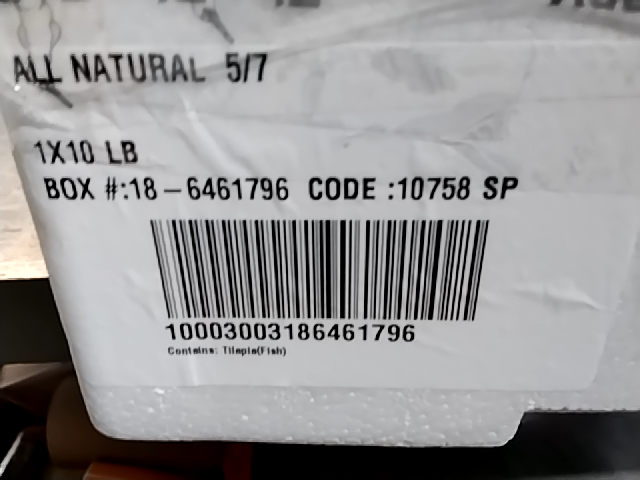 ALL NATURAL 5/7
1X10 LB
BOX #:18-6461796 CODE :10758 SP
10003003186461796
Contains: Tilapia(Fish)